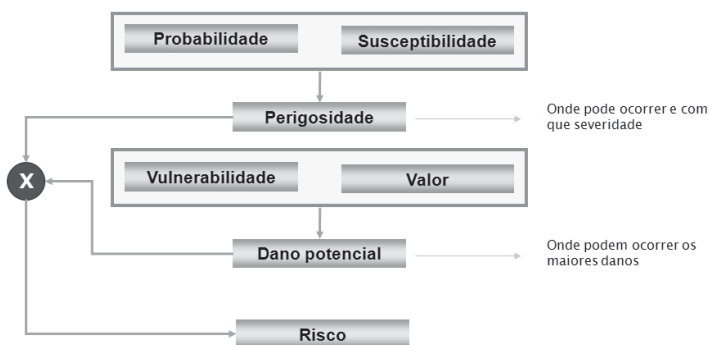 Probabilidade
Susceptibilidade
Perigosidade
Onde pode ocorrer e com
que severidade
X
Vulnerabilidade
Valor
Dano potencial
Onde podem ocorrer os
maiores danos
Risco